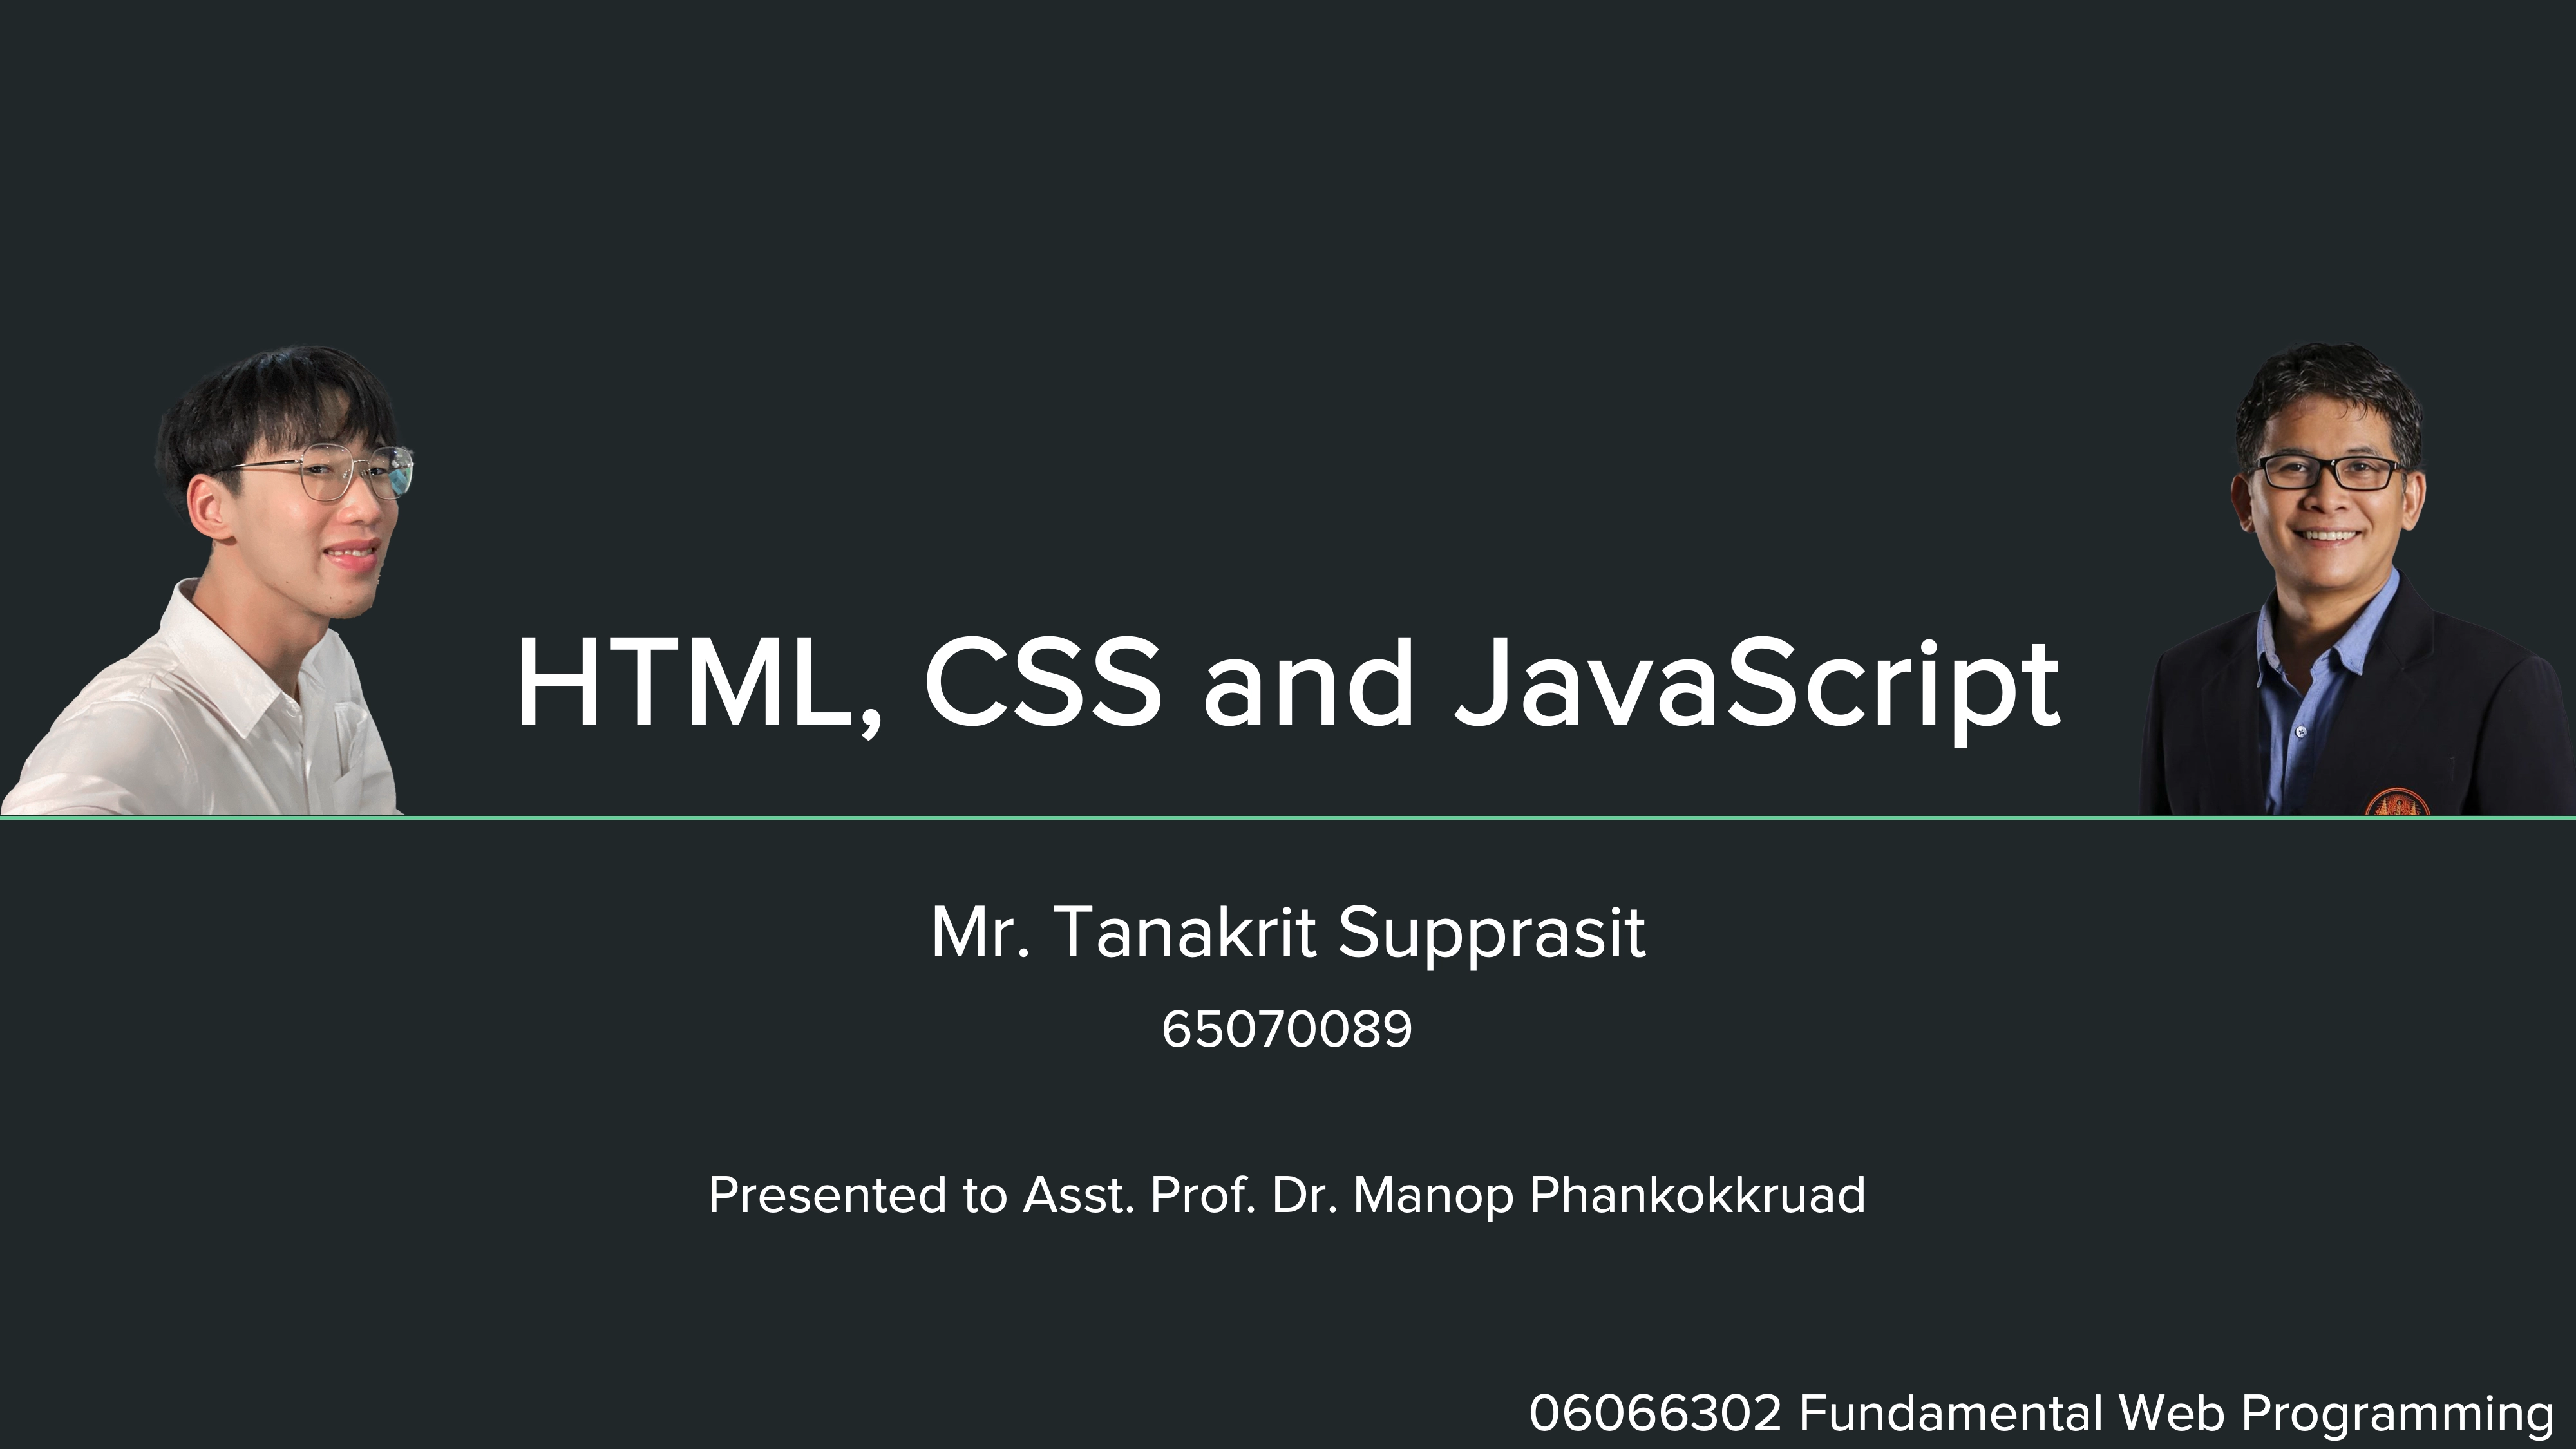 HTML, CSS and JavaScript
Mr. Tanakrit Supprasit
65070089
Presented to Asst. Prof. Dr. Manop Phankokkruad
06066302 Fundamental Web Programming